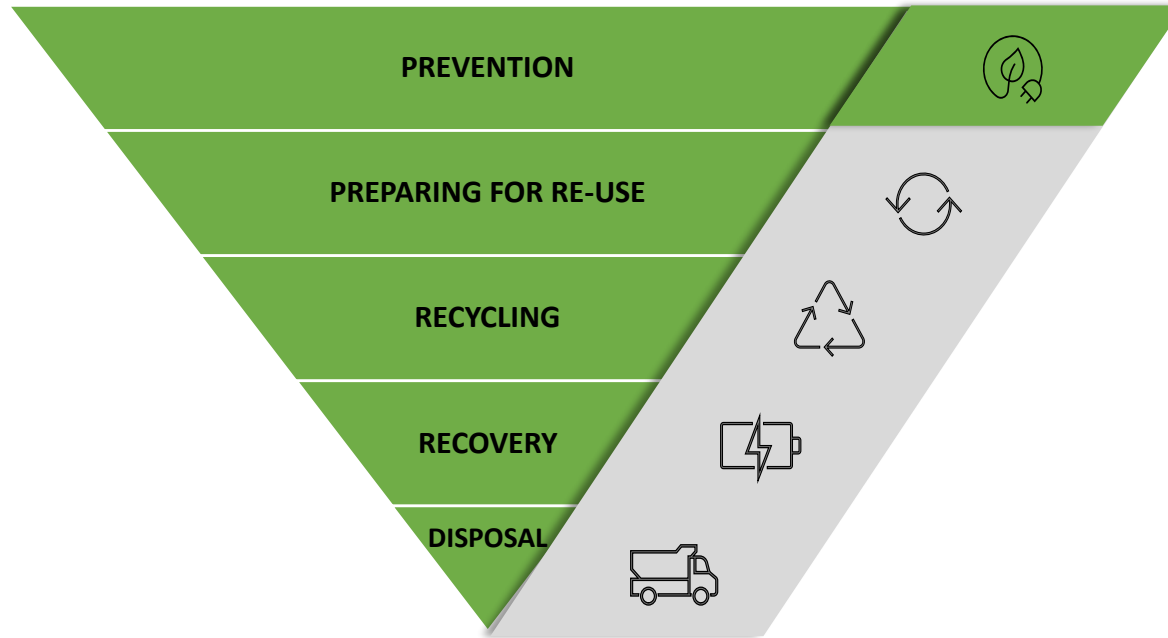 PREVENTION
PREPARING FOR RE-USE
RECYCLING
RECOVERY
DISPOSAL